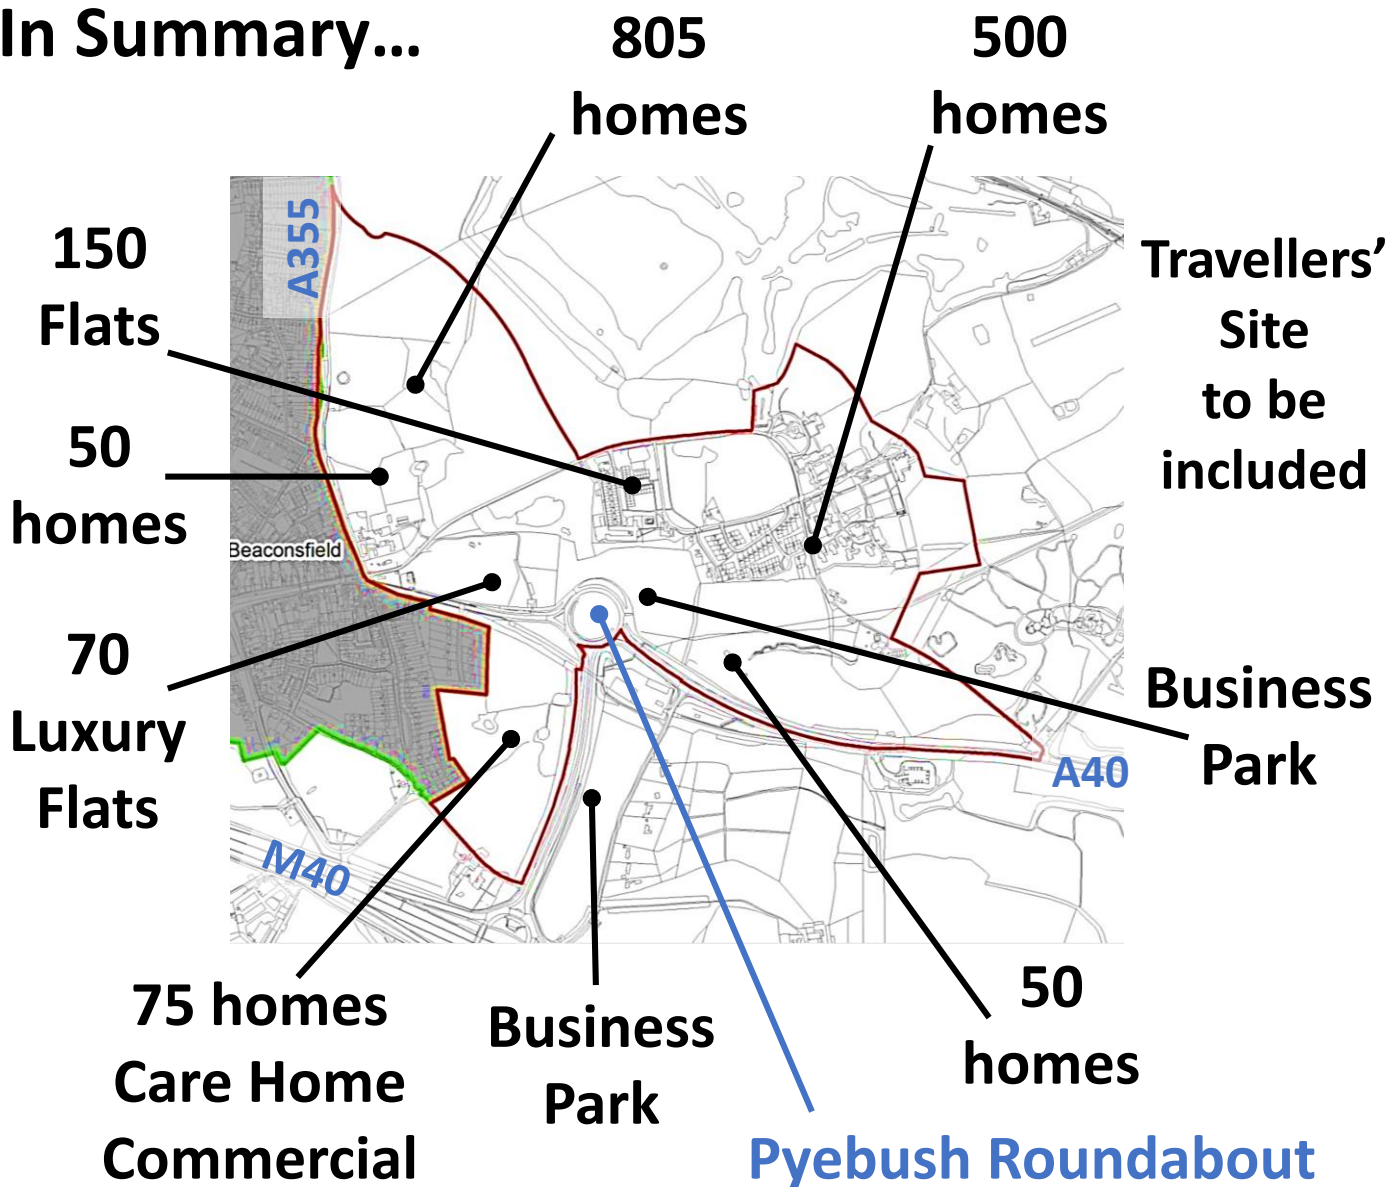 In Summary…
805
homes
500
homes
150
Flats
A355
Travellers’
Site
to be
included
50
homes
Beaconsfield
70
Luxury
Flats
Business
Park
A40
M40
75 homes
Care Home
Commercial
Business
Park
50
homes
Pyebush Roundabout